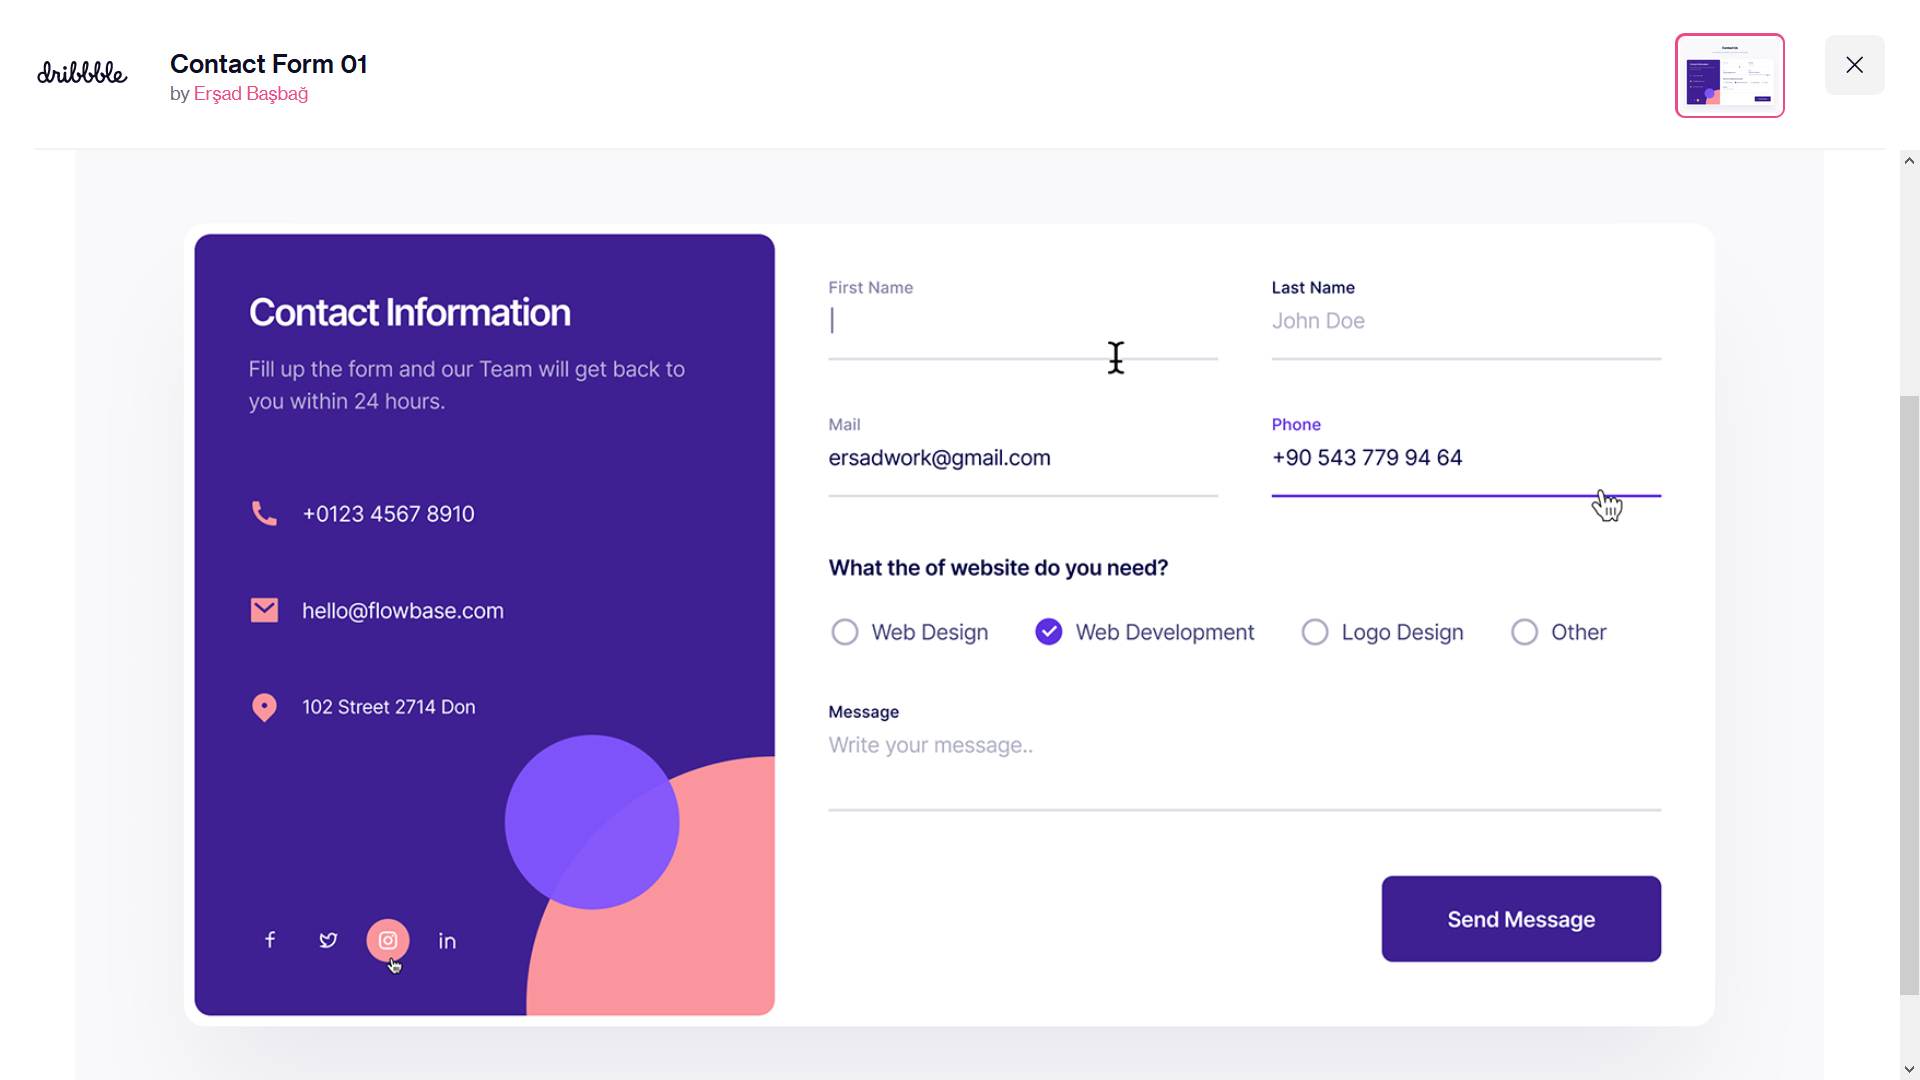 dribbble
Contact Form 01
by Erşad Başbağ
Contact Information
Fill up the form and our Team will get back to
you within 24 hours.
+0123 4567 8910
hello@flowbase.com
102 Street 2714 Don
f
in
First Name
Last Name
John Doe
Mail
ersadwork@gmail.com
Phone
+90 543 779 94 64
What the of website do you need?
Web Design
Web Development
Logo Design
Other
Message
Write your message..
Send Message